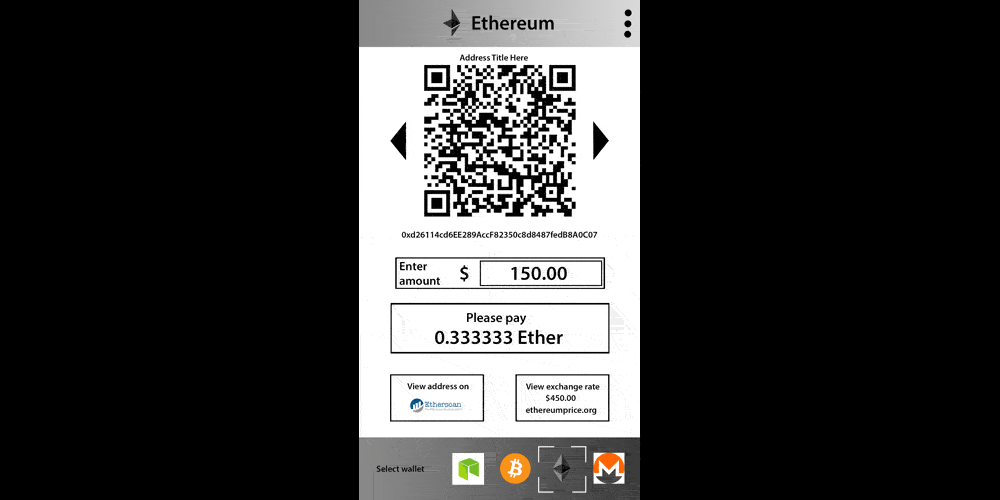 Ethereum
Address Title Here
0xd26114cd6EE289AccF82350c8d8487fedB8A0C07
Enter
amount
$
150.00
Please pay
0.333333 Ether
View address on
Etherscan
View exchange rate
$450.00
ethereumprice.org
Select wallet